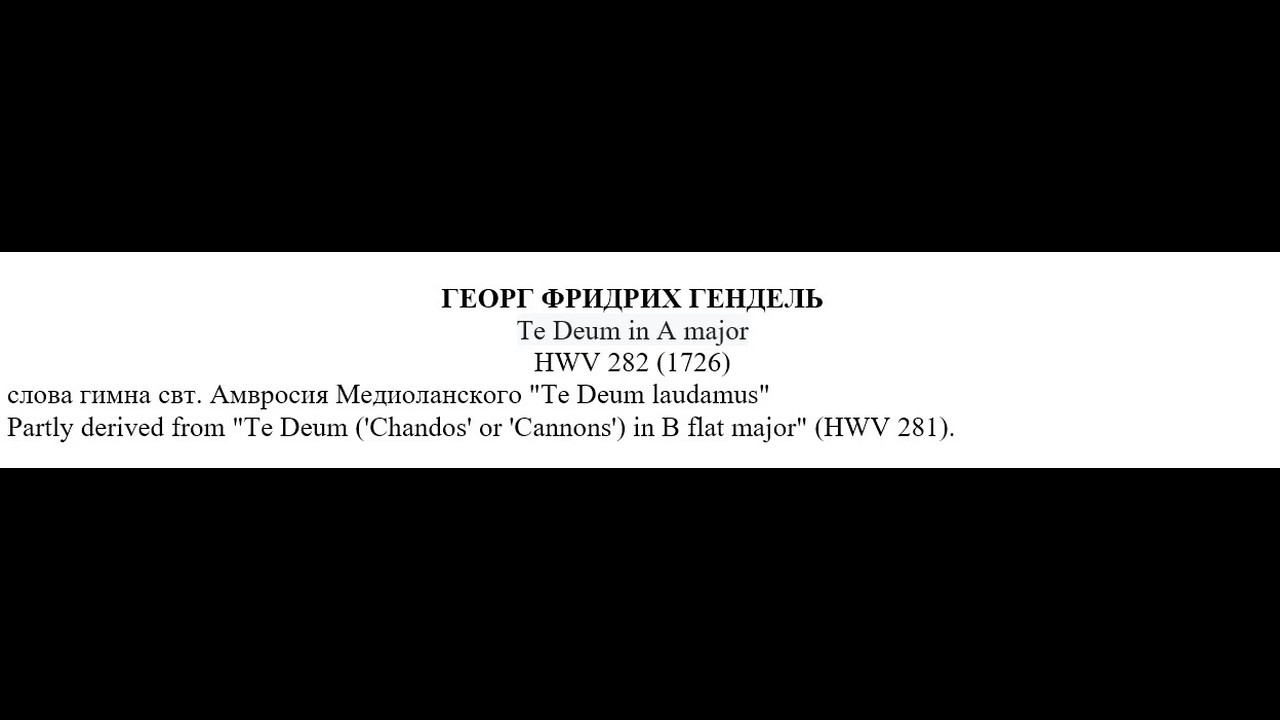 ГЕОРГ ФРИДРИХ ГЕНДЕЛЬ
Te Deum in A major
HWV 282 (1726)
слова гимна свт. Амвросия Медиоланского "Te Deum laudamus"
Partly derived from "Te Deum ('Chandos' or 'Cannons') in B flat major" (HWV 281).